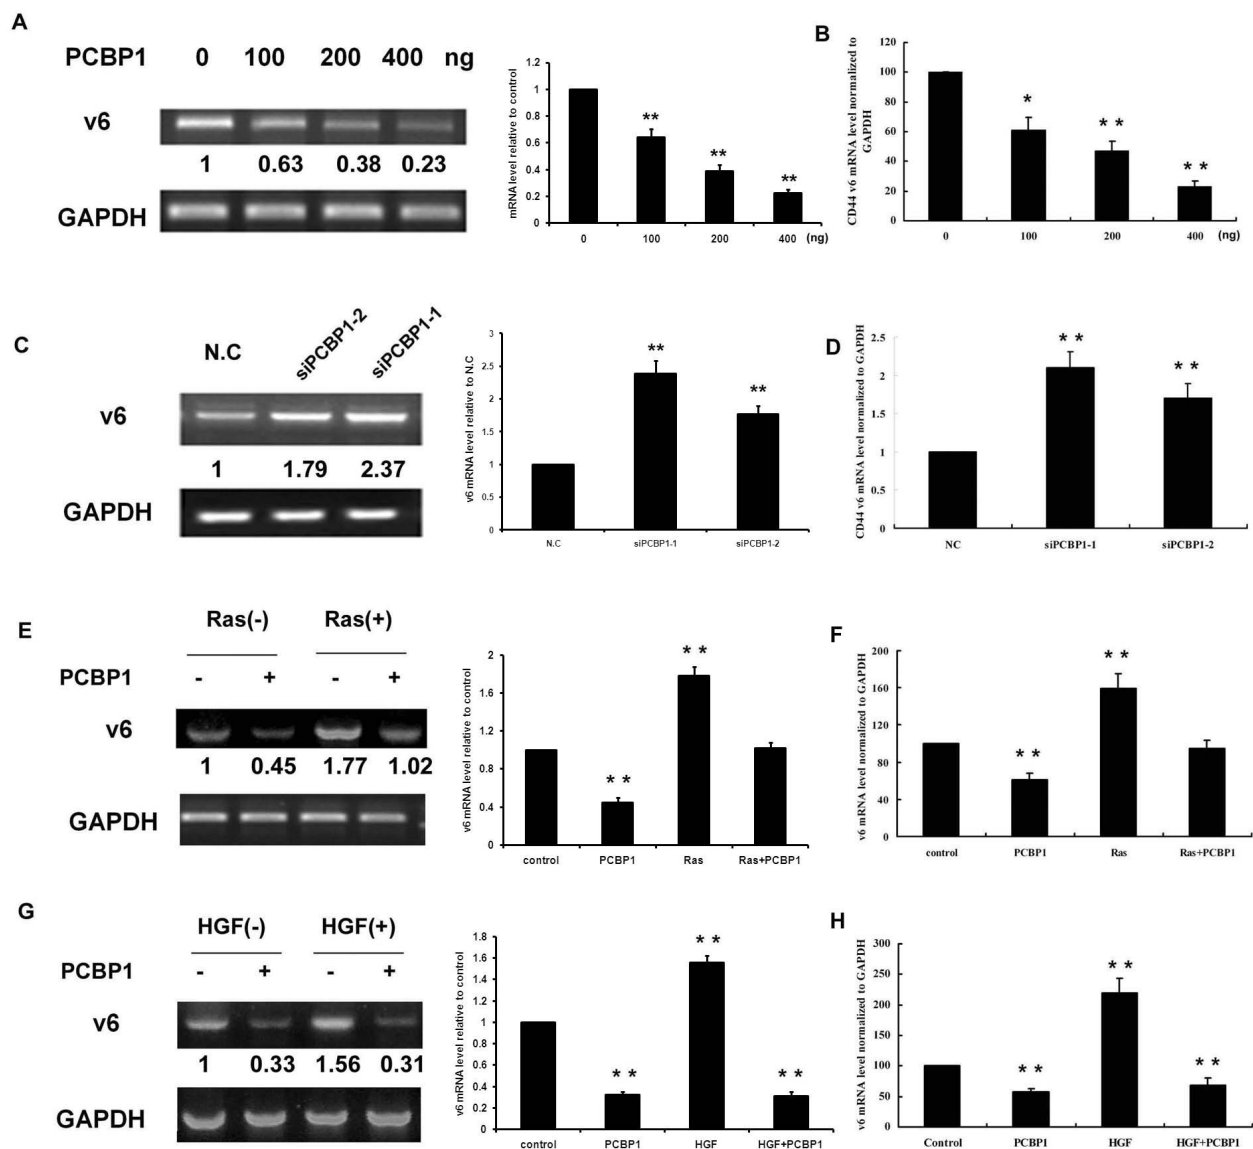 A
PCBP1 0 100 200 400 ng
v6
1 0.63 0.38 0.23
GAPDH
mRNA level relative to control
1.2
1
0.8
0.6
0.4
0.2
0
**
**
**
0 100 200 400 (ng)
B
CD44 v6 mRNA level normalized to
GAPDH
120
100
80
60
40
20
0
*
* *
* *
0 100 200 400 (ng)
C
N.C siPCBP1-2 siPCBP1-1
v6
1 1.79 2.37
GAPDH
v6 mRNA level relative to N.C
3
2.5
2
1.5
1
0.5
0
**
**
N.C siPCBP1-1 siPCBP1-2
D
CD44 v6 mRNA level normalized to GAPDH
2.5
2
1.5
1
0.5
0
* *
* *
NC siPCBP1-1 siPCBP1-2
E
Ras(-) Ras(+)
PCBP1 - + - +
v6
1 0.45 1.77 1.02
GAPDH
v6 mRNA level relative to control
2
1.6
1.2
0.8
0.4
0
* *
* *
control PCBP1 Ras Ras+PCBP1
F
v6 mRNA level normalized to GAPDH
200
160
120
80
40
0
* *
* *
control PCBP1 Ras Ras+PCBP1
G
HGF(-) HGF(+)
PCBP1 - + - +
v6
1 0.33 1.56 0.31
GAPDH
v6 mRNA level relative to control
1.8
1.6
1.4
1.2
1
0.8
0.6
0.4
0.2
0
* *
* *
* *
control PCBP1 HGF HGF+PCBP1
H
v6 mRNA level normalized to GAPDH
300
250
200
150
100
50
0
* *
* *
* *
Control PCBP1 HGF HGF+PCBP1